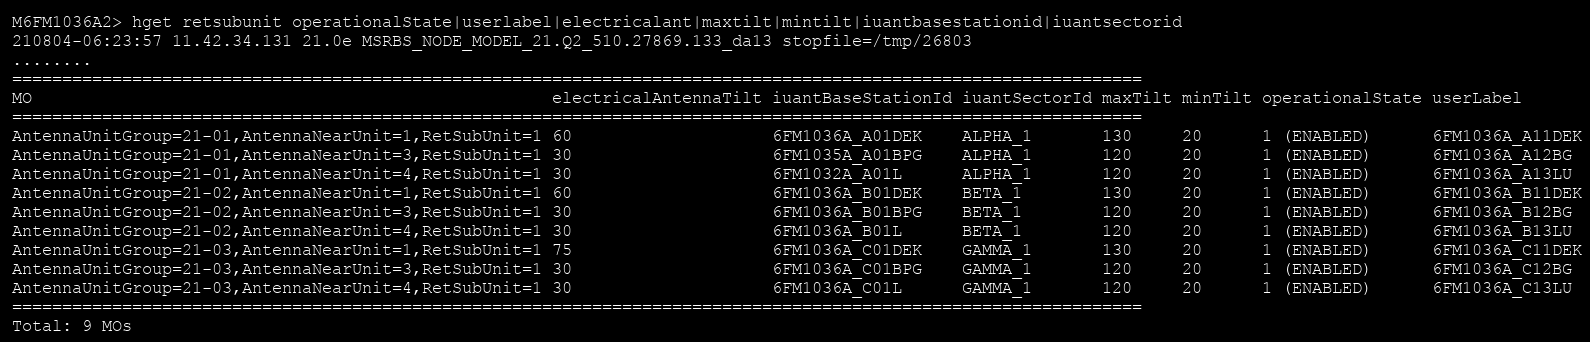 M6FM1036A2> hget retsubunit operationalState|userlabel|electricalant|maxtilt|mintilt|iuantbasestationid|iuantsectorid
210804-06:23:57 11.42.34.131 21.0e MSRBS_NODE_MODEL_21.Q2_510.27869.133_da13 stopfile=/tmp/26803
........
=================================================================================================================
MO                                                    electricalAntennaTilt iuantBaseStationId iuantSectorId maxTilt minTilt operationalState userLabel
=================================================================================================================
AntennaUnitGroup=21-01,AntennaNearUnit=1,RetSubUnit=1 60                    6FM1036A_A01DEK    ALPHA_1       130     20      1 (ENABLED)      6FM1036A_A11DEK
AntennaUnitGroup=21-01,AntennaNearUnit=3,RetSubUnit=1 30                    6FM1035A_A01BPG    ALPHA_1       120     20      1 (ENABLED)      6FM1036A_A12BG
AntennaUnitGroup=21-01,AntennaNearUnit=4,RetSubUnit=1 30                    6FM1032A_A01L      ALPHA_1       120     20      1 (ENABLED)      6FM1036A_A13LU
AntennaUnitGroup=21-02,AntennaNearUnit=1,RetSubUnit=1 60                    6FM1036A_B01DEK    BETA_1        130     20      1 (ENABLED)      6FM1036A_B11DEK
AntennaUnitGroup=21-02,AntennaNearUnit=3,RetSubUnit=1 30                    6FM1036A_B01BPG    BETA_1        120     20      1 (ENABLED)      6FM1036A_B12BG
AntennaUnitGroup=21-02,AntennaNearUnit=4,RetSubUnit=1 30                    6FM1036A_B01L      BETA_1        120     20      1 (ENABLED)      6FM1036A_B13LU
AntennaUnitGroup=21-03,AntennaNearUnit=1,RetSubUnit=1 75                    6FM1036A_C01DEK    GAMMA_1       130     20      1 (ENABLED)      6FM1036A_C11DEK
AntennaUnitGroup=21-03,AntennaNearUnit=3,RetSubUnit=1 30                    6FM1036A_C01BPG    GAMMA_1       120     20      1 (ENABLED)      6FM1036A_C12BG
AntennaUnitGroup=21-03,AntennaNearUnit=4,RetSubUnit=1 30                    6FM1036A_C01L      GAMMA_1       120     20      1 (ENABLED)      6FM1036A_C13LU
=================================================================================================================
Total: 9 MOs